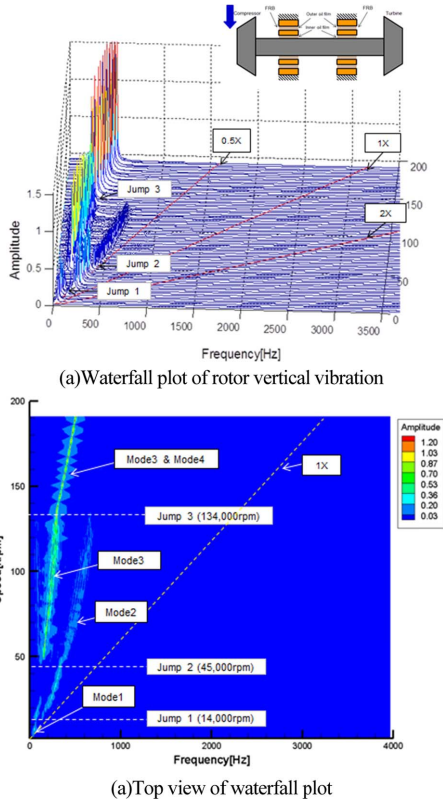 Compressor
FRB
Outer oil film
Inner oil film
FRB
Turbine
0.5X
1X
2X
200
150
100
50
0
Jump 3
Jump 2
Jump 1
1.5
1
0.5
0
Amplitude
0 500 1000 1500 2000 2500 3000 3500
Frequency[Hz]
(a)Waterfall plot of rotor vertical vibration
200
150
100
50
Mode3 & Mode4
1X
Jump 3 (134,000rpm)
Mode3
Mode2
Jump 2 (45,000rpm)
Mode1
Jump 1 (14,000rpm)
0 1000 2000 3000 4000
Frequency[Hz]
Amplitude
1.20
1.03
0.87
0.70
0.53
0.36
0.20
0.03
(a)Top view of waterfall plot